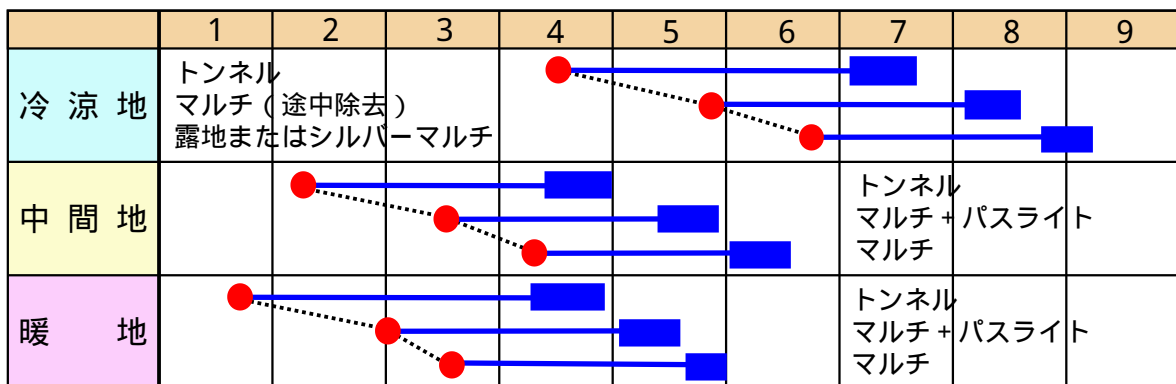 1 2 3 4 5 6 7 8 9
冷涼地
トンネル
マルチ(途中除去)
露地またはシルバーマルチ
中間地
トンネル
マルチ+パスライト
マルチ
暖地
トンネル
マルチ+パスライト
マルチ